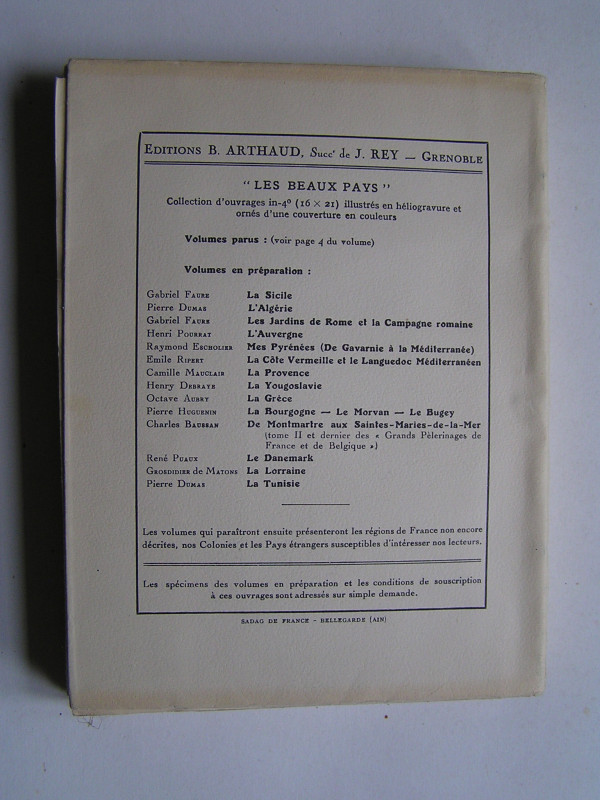 EDITIONS B. ARTHAUD, Succr de J. REY — GRENOBLE
“ LES BEAUX PAYS ”
Collection d'ouvrages in-4º (16 × 21) illustrés en héliogravure et
ornés d'une couverture en couleurs
Volumes parus : (voir page 4 du volume)
Volumes en préparation :
Gabriel FAURE La Sicile
Pierre DUMAS L'Algérie
Gabriel FAURE Les Jardins de Rome et la Campagne romaine
Henri POURRAT L'Auvergne
Raymond ESCHOLIER Mes Pyrénées (De Gavarnie à la Méditerranée)
Emile RIPERT La Côte Vermeille et le Languedoc Méditerranéen
Camille MAUCLAIR La Provence
Henry DEBRAYE La Yougoslavie
Octave AUBRY La Grèce
Pierre HUGUENIN La Bourgogne — Le Morvan — Le Bugey
Charles BAUSSAN De Montmartre aux Saintes-Maries-de-la-Mer
(tome II et dernier des « Grands Pèlerinages de
France et de Belgique »)
René PUAUX Le Danemark
GROSDIDIER de MATONS La Lorraine
Pierre DUMAS La Tunisie
Les volumes qui paraîtront ensuite présenteront les régions de France non encore
décrites, nos Colonies et les Pays étrangers susceptibles d'intéresser nos lecteurs.
Les spécimens des volumes en préparation et les conditions de souscription
à ces ouvrages sont adressés sur simple demande.
SADAG DE FRANCE - BELLEGARDE (AIN)